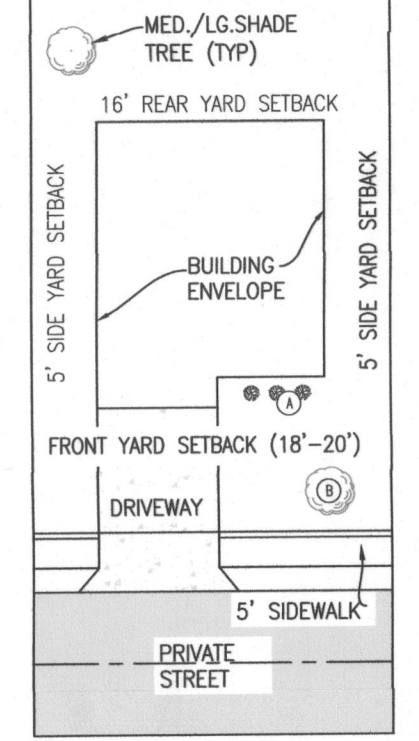 MED./LG.SHADE
TREE (TYP)
16' REAR YARD SETBACK
5' SIDE YARD SETBACK
5' SIDE YARD SETBACK
BUILDING
ENVELOPE
A
FRONT YARD SETBACK (18'-20')
B
DRIVEWAY
5' SIDEWALK
PRIVATE
STREET